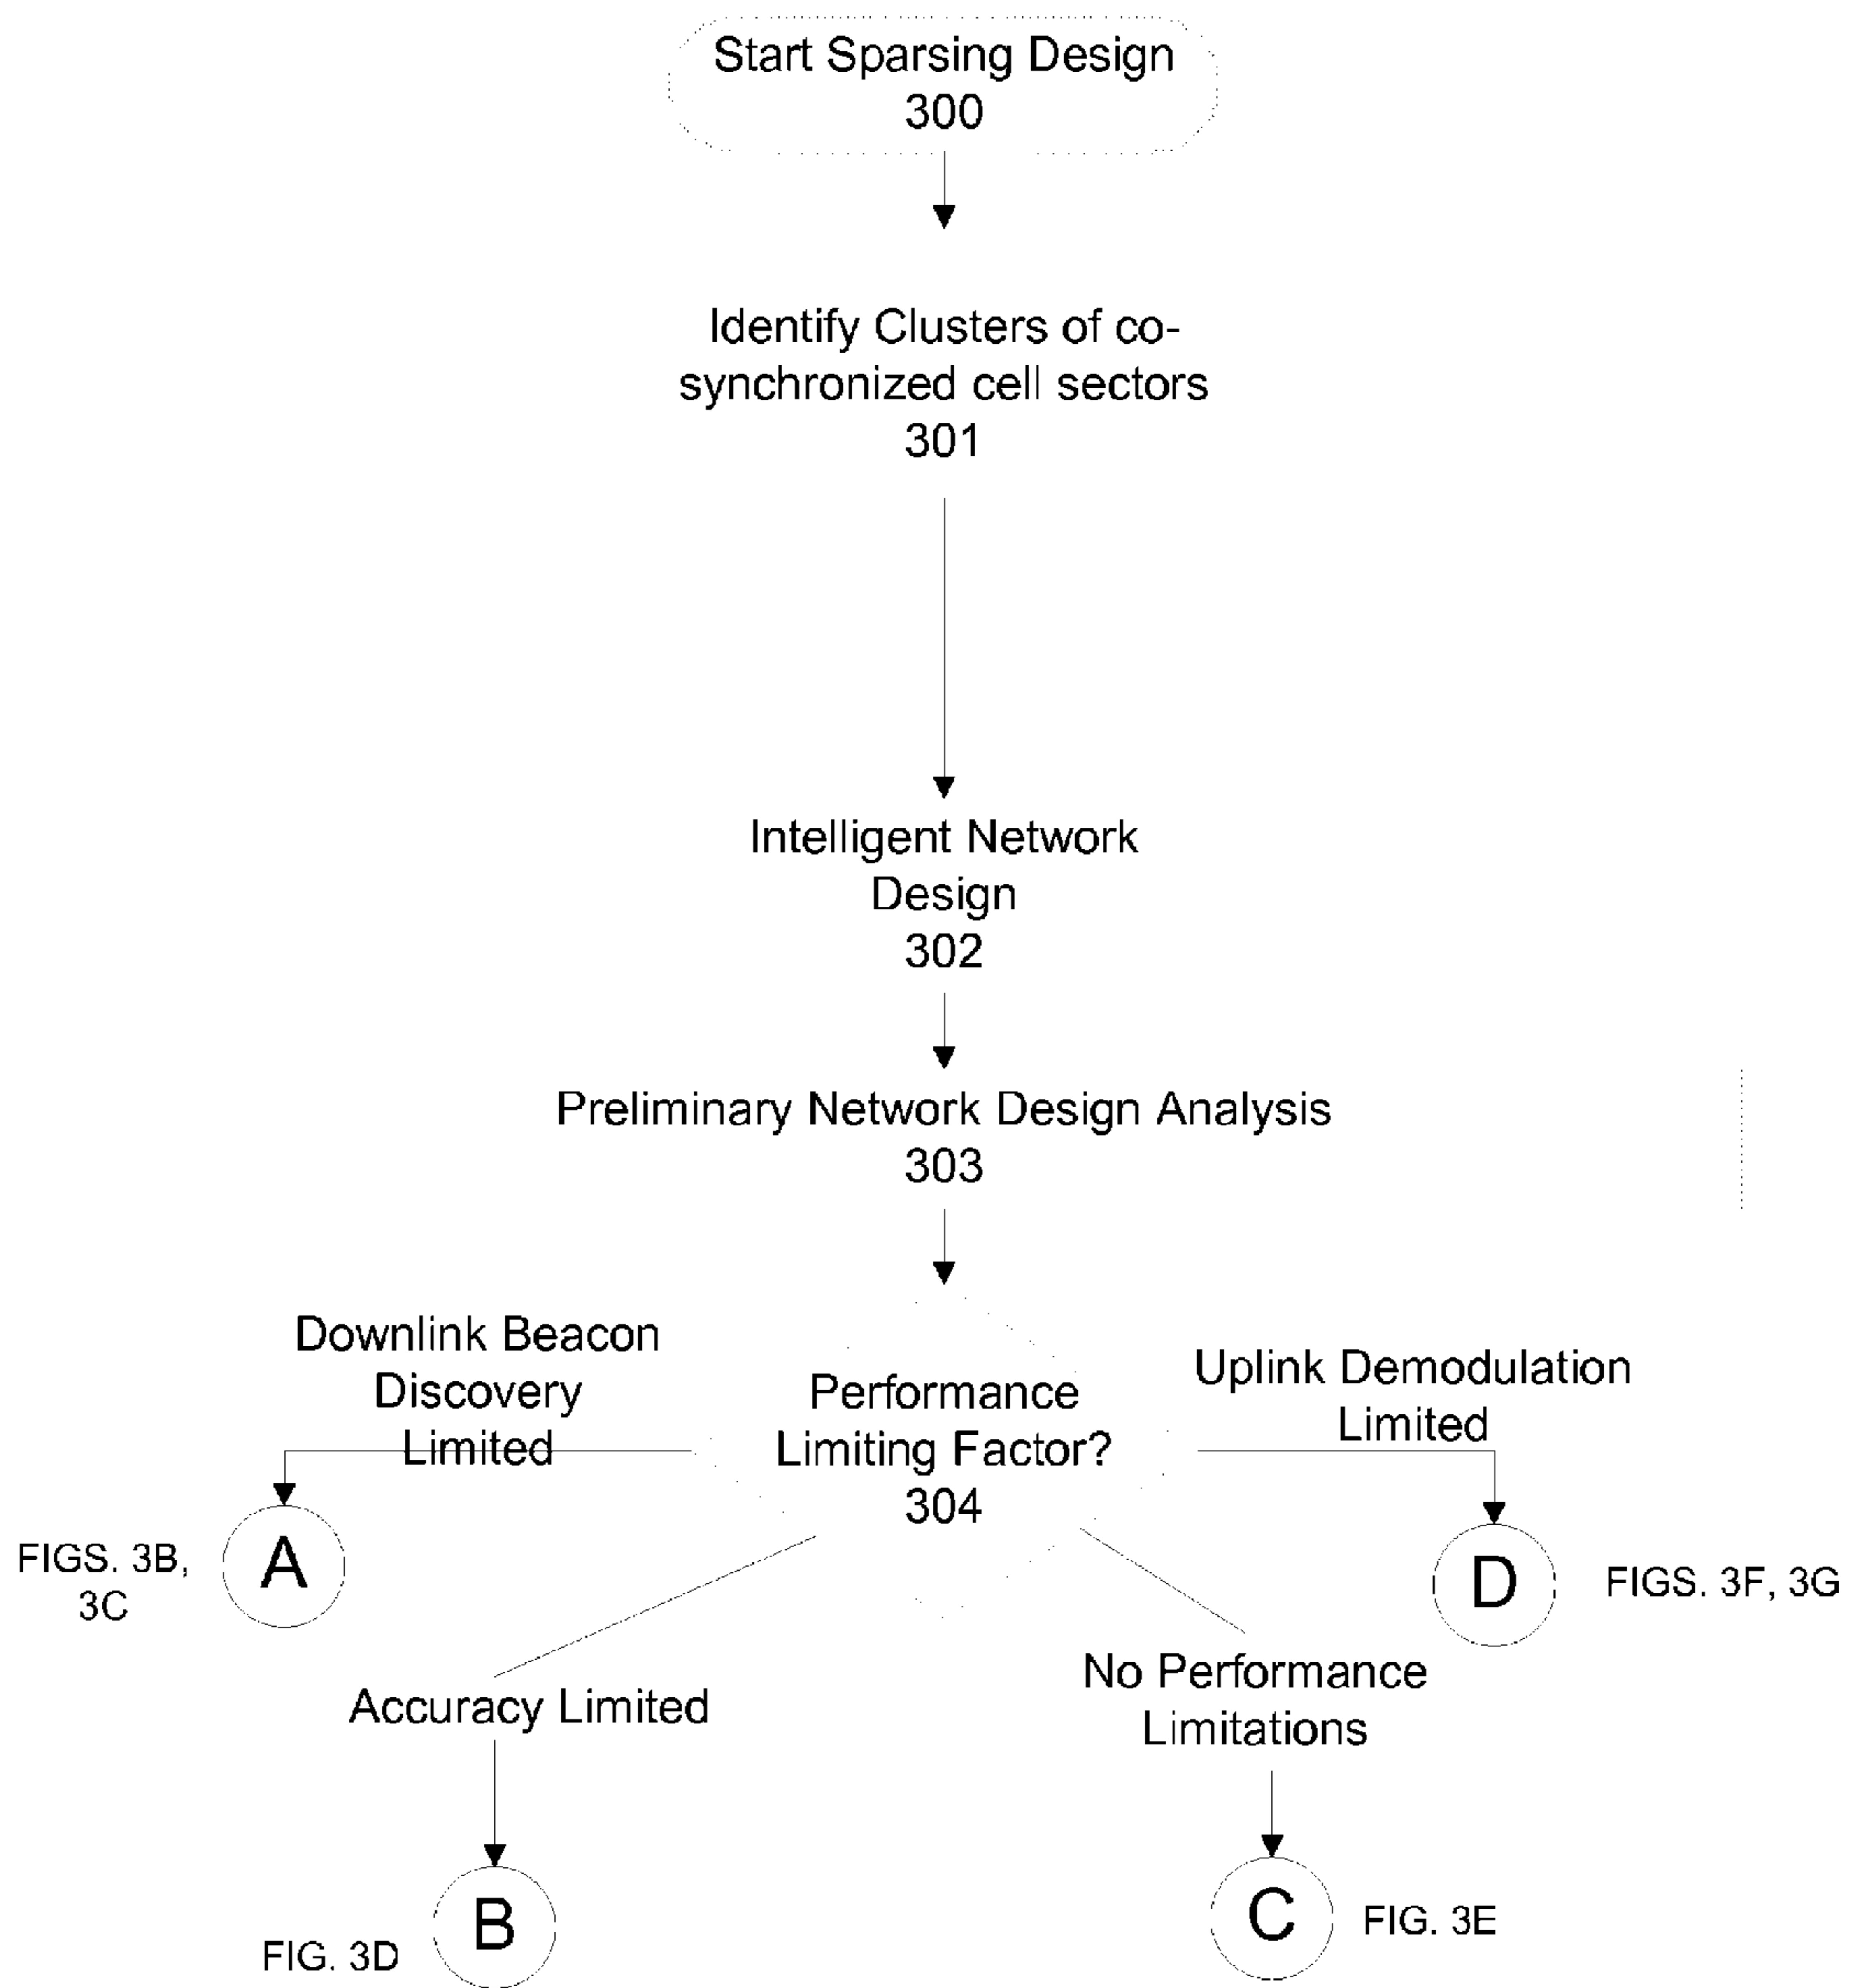 Start Sparsing Design
300
Identify Clusters of co-
synchronized cell sectors
301
Intelligent Network
Design
302
Preliminary Network Design Analysis
303
Downlink Beacon
Discovery
Limited
Performance
Limiting Factor?
304
Uplink Demodulation
Limited
FIGS. 3B,
3C
A
D
FIGS. 3F, 3G
Accuracy Limited
No Performance
Limitations
FIG. 3D
B
C
FIG. 3E